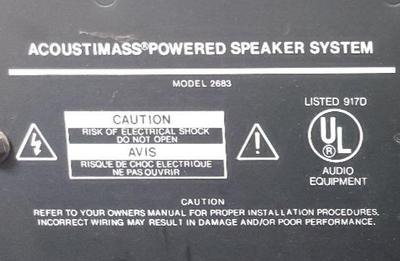 ACOUSTIMASS® POWERED SPEAKER SYSTEM
MODEL 2683
CAUTION
RISK OF ELECTRICAL SHOCK
DO NOT OPEN
AVIS
RISQUE DE CHOC ELECTRIQUE
NE PAS OUVRIR
LISTED 917D
UL
®
AUDIO
EQUIPMENT
CAUTION
REFER TO YOUR OWNERS MANUAL FOR PROPER INSTALLATION PROCEDURES.
INCORRECT WIRING MAY RESULT IN DAMAGE AND/OR POOR PERFORMANCE.